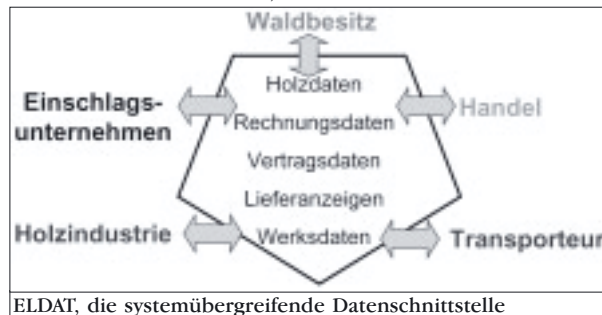 Waldbesitz
Holzdaten
Einschlags-
unternehmen
Handel
Rechnungsdaten
Vertragsdaten
Lieferanzeigen
Holzindustrie
Werksdaten
Transporteur
ELDAT, die systemübergreifende Datenschnittstelle